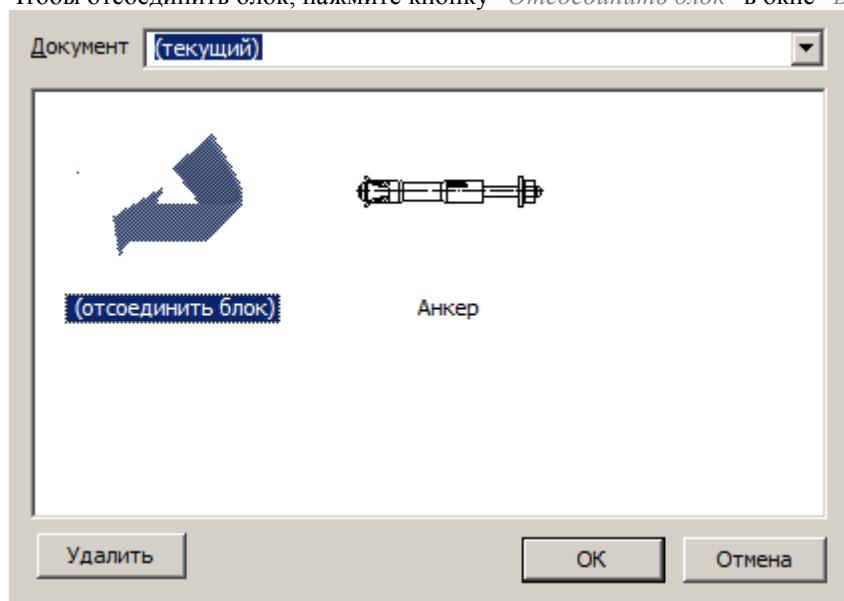 Чтобы отсоединить блок, нажмите кнопку "Отсоединить блок" в окне
Документ (текущий)
(отсоединить блок) Анкер
Удалить OK Отмена